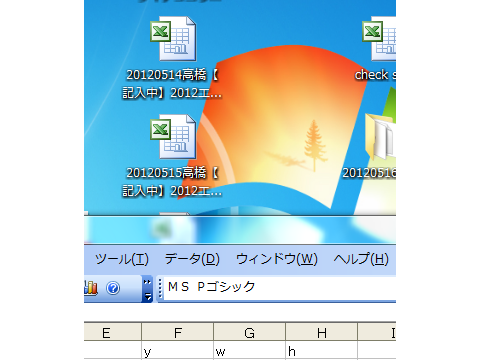 20120514高橋【
記入中】2012エ...
check s
20120515高橋【
記入中】2012エ...
20120516
ツール(T) データ(D) ウィンドウ(W) ヘルプ(H)
ＭＳ Ｐゴシック
E F G H I
y w h